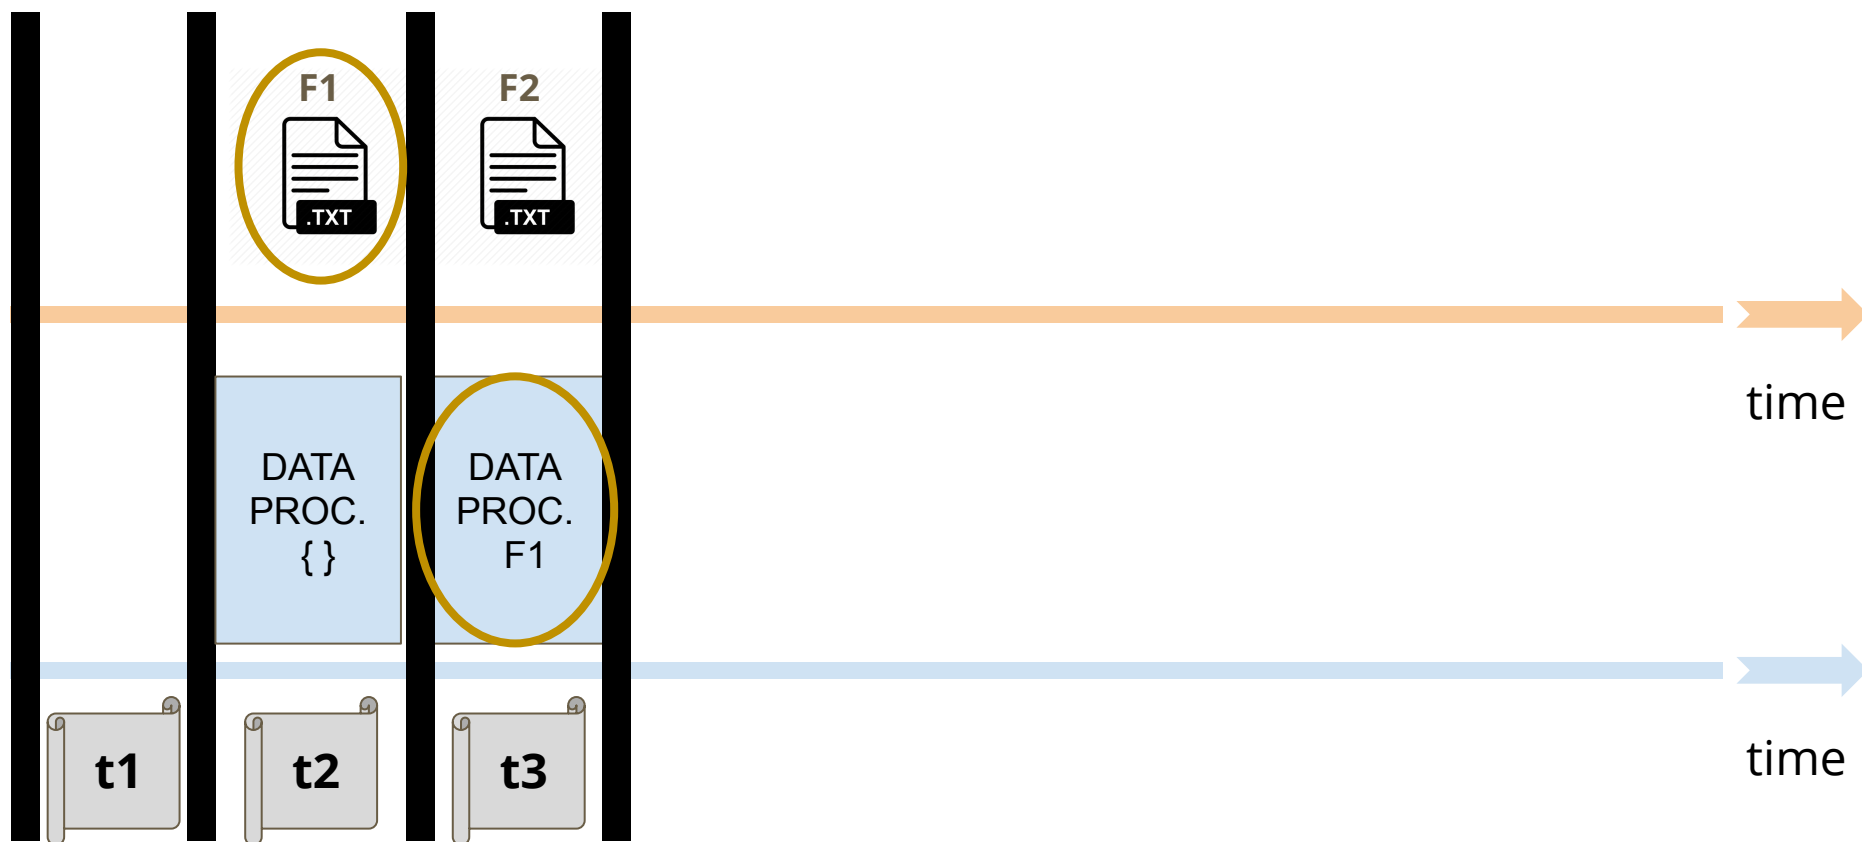 F1
F2
.TXT
.TXT
time
DATA
PROC.
{ }
DATA
PROC.
F1
time
t1
t2
t3